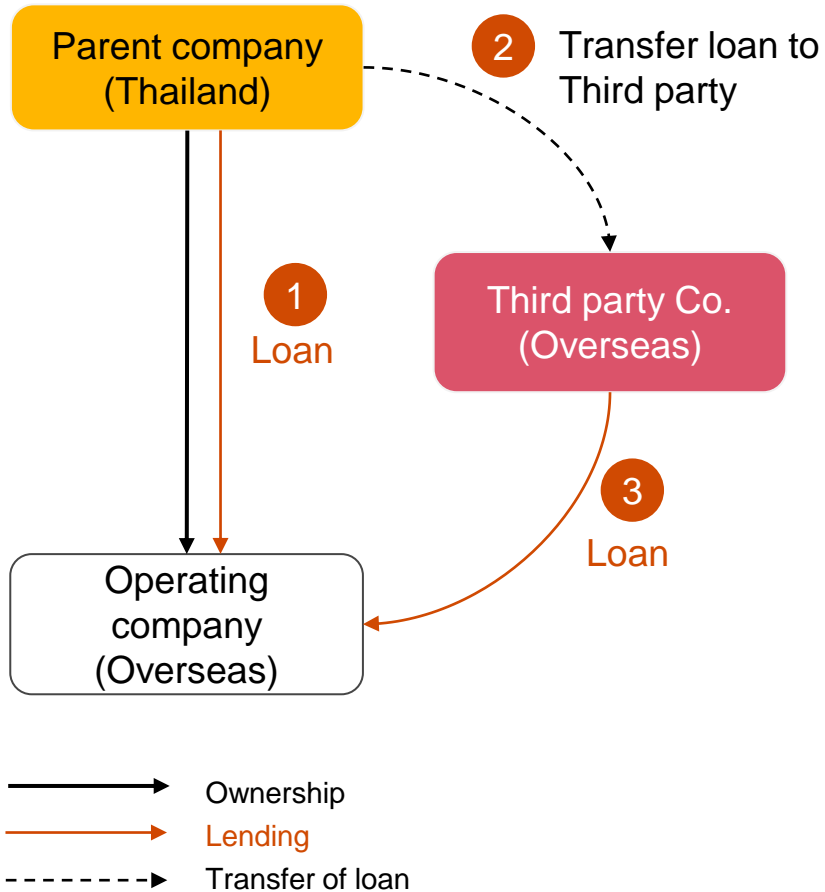 Parent company
(Thailand)
2
Transfer loan to
Third party
1
Loan
Third party Co.
(Overseas)
3
Loan
Operating
company
(Overseas)
Ownership
Lending
Transfer of loan